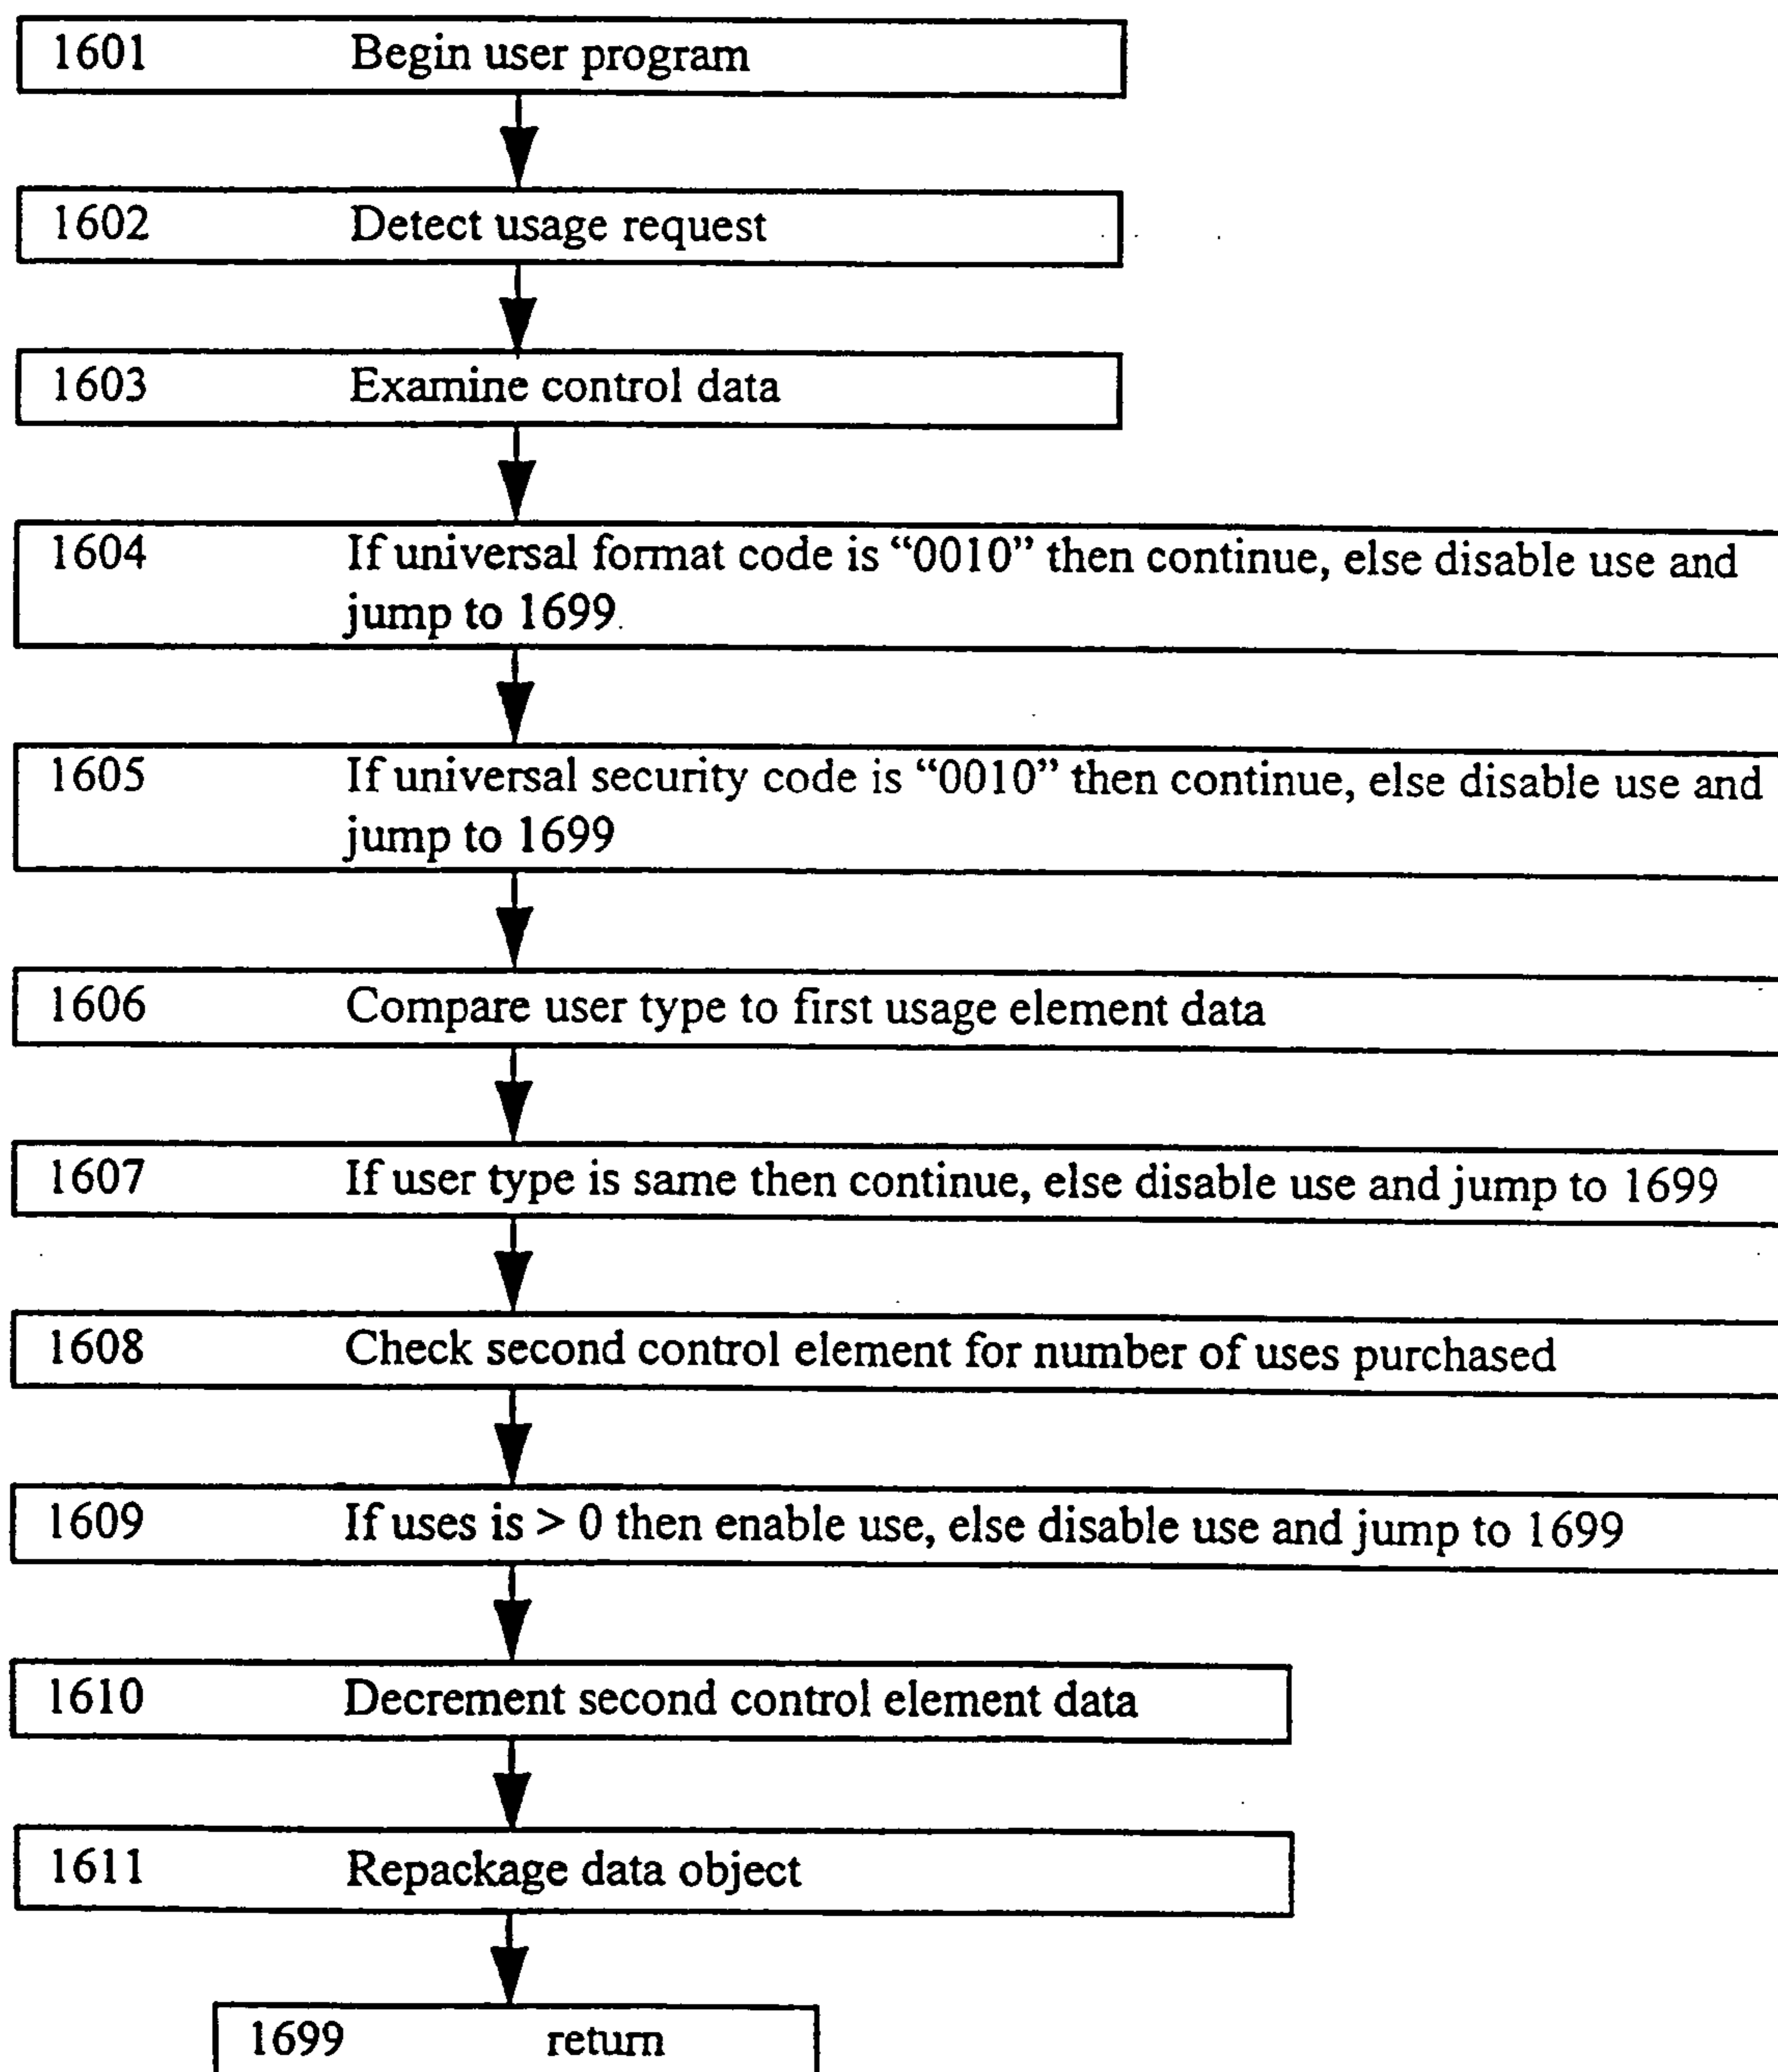 1601 Begin user program
1602 Detect usage request
1603 Examine control data
1604 If universal format code is “0010” then continue, else disable use and
jump to 1699
1605 If universal security code is “0010” then continue, else disable use and
jump to 1699
1606 Compare user type to first usage element data
1607 If user type is same then continue, else disable use and jump to 1699
1608 Check second control element for number of uses purchased
1609 If uses is > 0 then enable use, else disable use and jump to 1699
1610 Decrement second control element data
1611 Repackage data object
1699 return